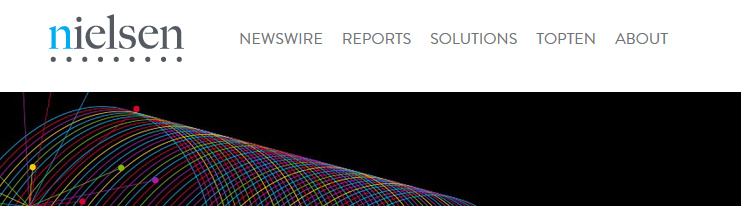 nielsen
NEWSWIRE REPORTS SOLUTIONS TOPTEN ABOUT